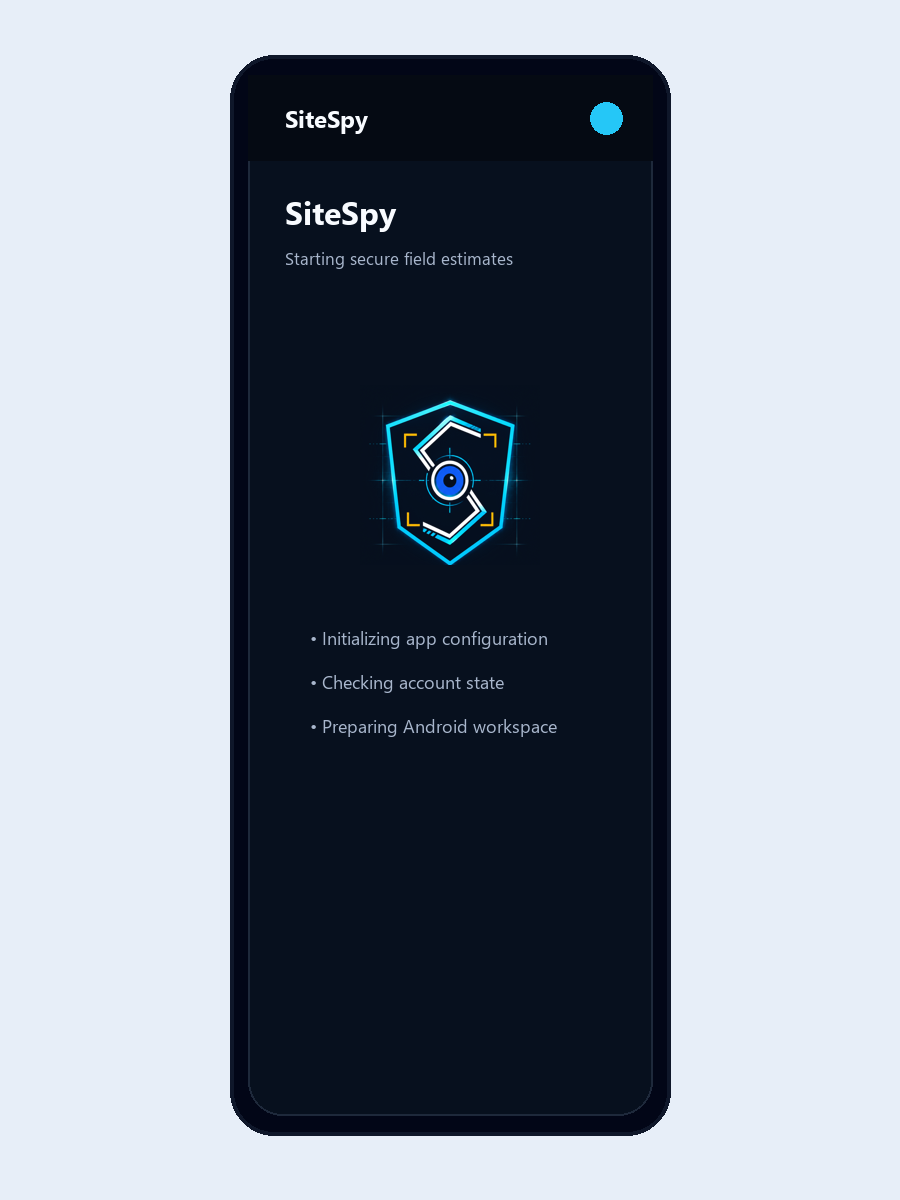 SiteSpy
SiteSpy
Starting secure field estimates
• Initializing app configuration
• Checking account state
• Preparing Android workspace